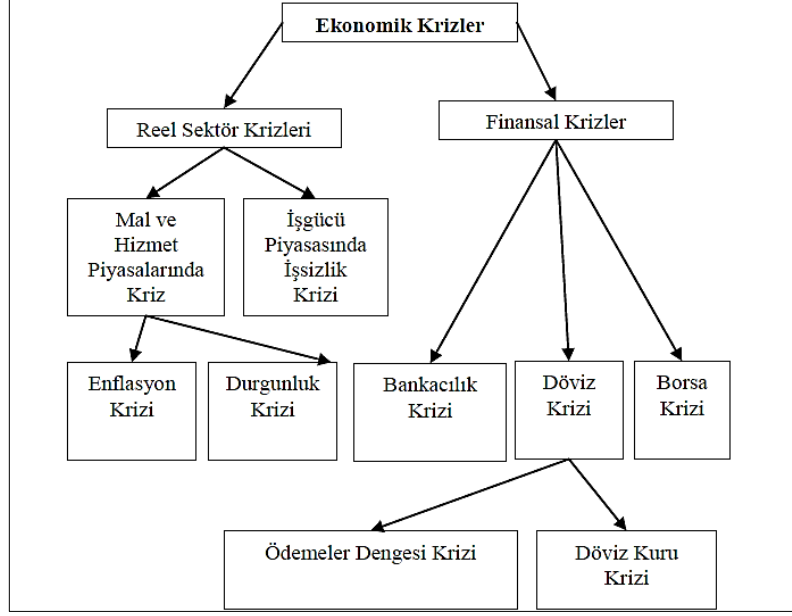 Ekonomik Krizler
Reel Sektör Krizleri
Finansal Krizler
Mal ve
Hizmet
Piyasalarında
Kriz
İşgücü
Piyasasında
İşsizlik
Krizi
Enflasyon
Krizi
Durgunluk
Krizi
Bankacılık
Krizi
Döviz
Krizi
Borsa
Krizi
Ödemeler Dengesi Krizi
Döviz Kuru
Krizi